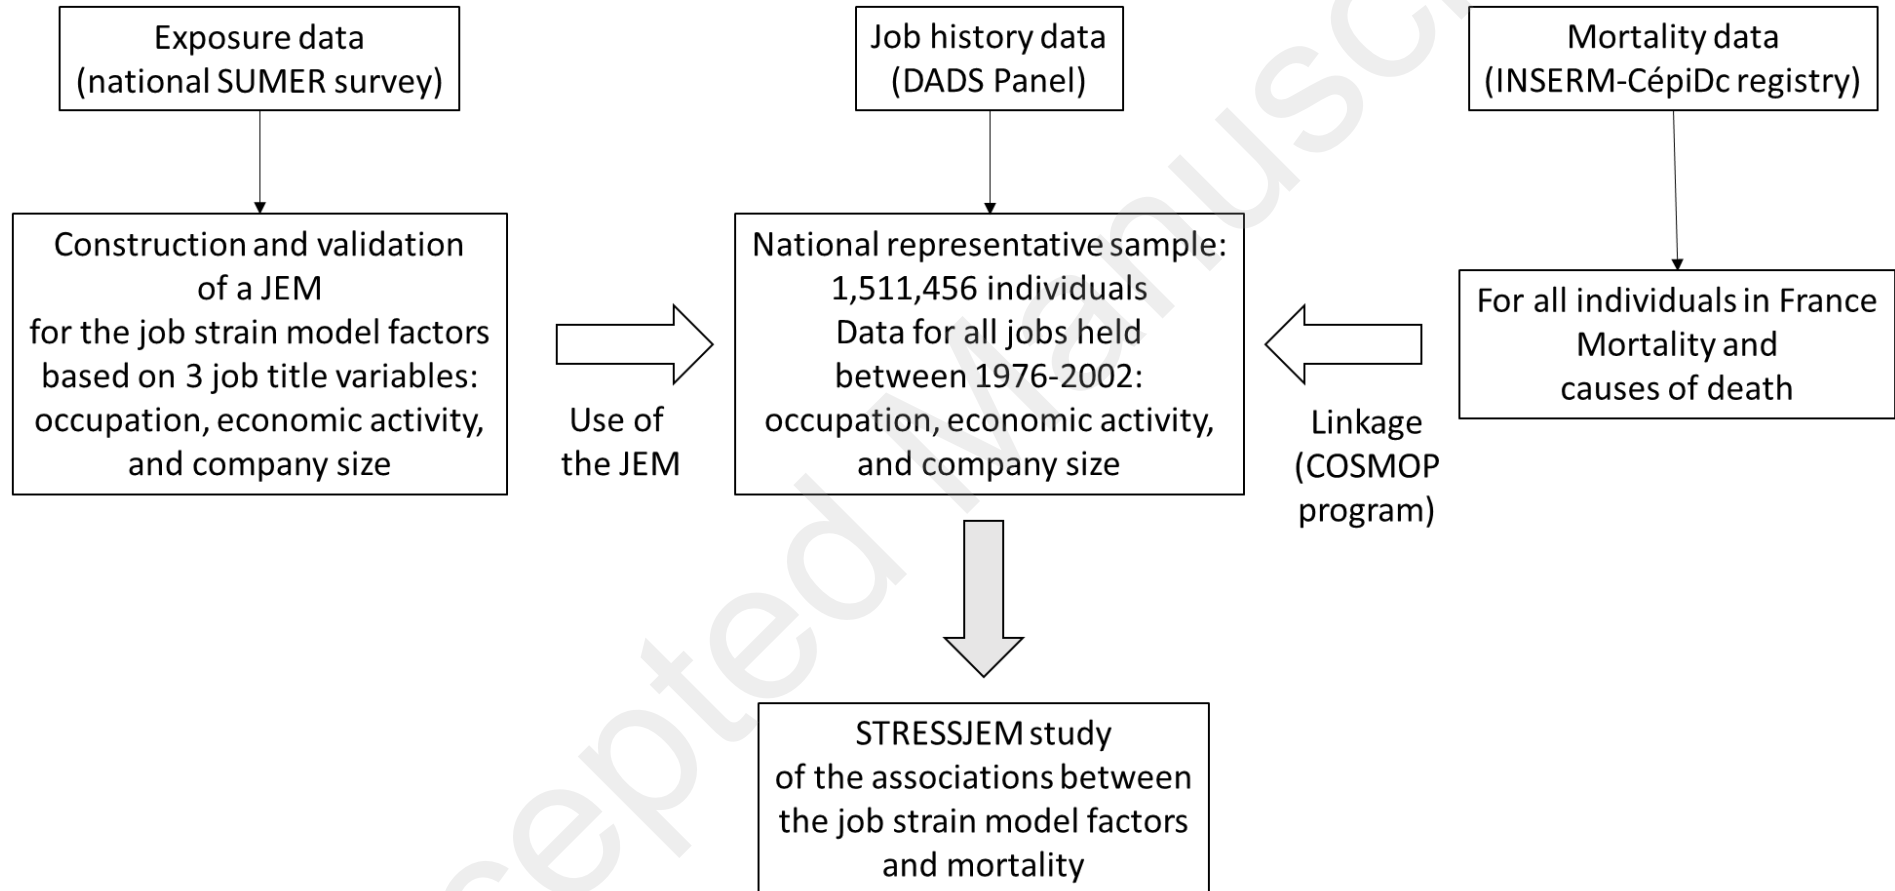 Exposure data
(national SUMER survey)
Job history data
(DADS Panel)
Mortality data
(INSERM-CépiDc registry)
Construction and validation
of a JEM
for the job strain model factors
based on 3 job title variables:
occupation, economic activity,
and company size
Use of
the JEM
National representative sample:
1,511,456 individuals
Data for all jobs held
between 1976-2002:
occupation, economic activity,
and company size
Linkage
(COSMOP
program)
For all individuals in France
Mortality and
causes of death
STRESSJEM study
of the associations between
the job strain model factors
and mortality